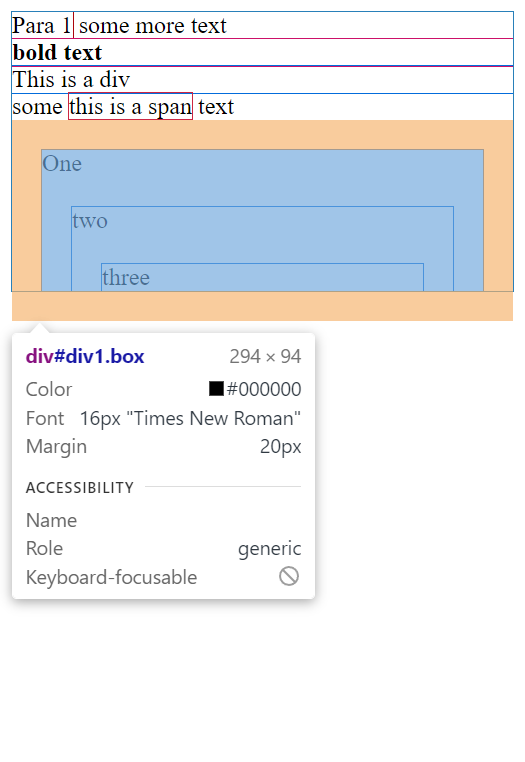 Para 1 some more text
bold text
This is a div
some this is a span text
One
two
three
div#div1.box 294 × 94
Color #000000
Font 16px "Times New Roman"
Margin 20px
ACCESSIBILITY
Name
Role generic
Keyboard-focusable